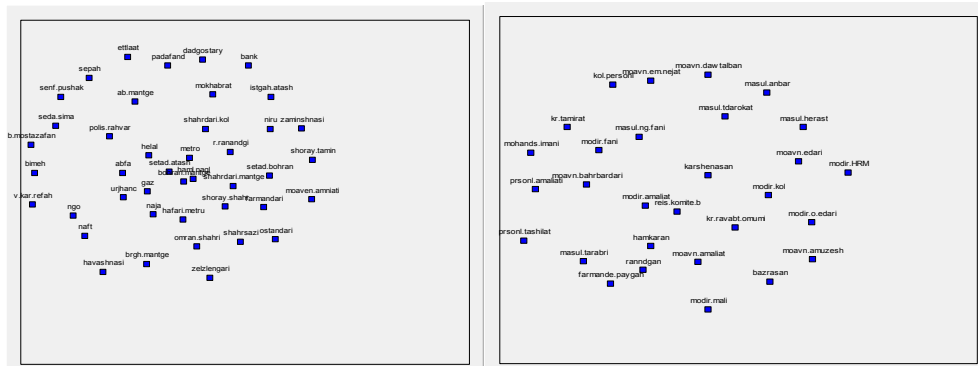 ettlaat
dadgostary
padafand
bank
sepah
senf.pushak
ab.mantge
mokhabrat
istgah.atash
seda.sima
polis.rahvar
shahrdari.kol
niru
zaminshnasi
b.mostazafan
helal
metro
r.ranandgi
shoray.tamin
bimeh
abfa
setad.atash
setad.bohran
gaz
shahrdari.mantge
v.kar.refah
urjhanc
shoray.shahr
farmandari
moaven.amniati
ngo
naja
hafari.metru
naft
omran.shahri
shahrsazi
ostandari
havashnasi
brgh.mantge
zelzlengari
moavn.dawtalban
kol.personl
moavn.em.nejat
masul.anbar
masul.tdarokat
kr.tamirat
masul.herast
masul.ng.fani
mohands.imani
modir.fani
moavn.edari
karshenasan
modir.HRM
prsonl.amaliati
moavn.bahrbardari
modir.kol
modir.amaliat
reis.komite.b
kr.ravabt.omumi
modir.o.edari
prsonl.tashilat
hamkaran
masul.tarabri
ranndgan
moavn.amaliat
moavn.amuzesh
farmande.paygan
bazrasan
modir.mali